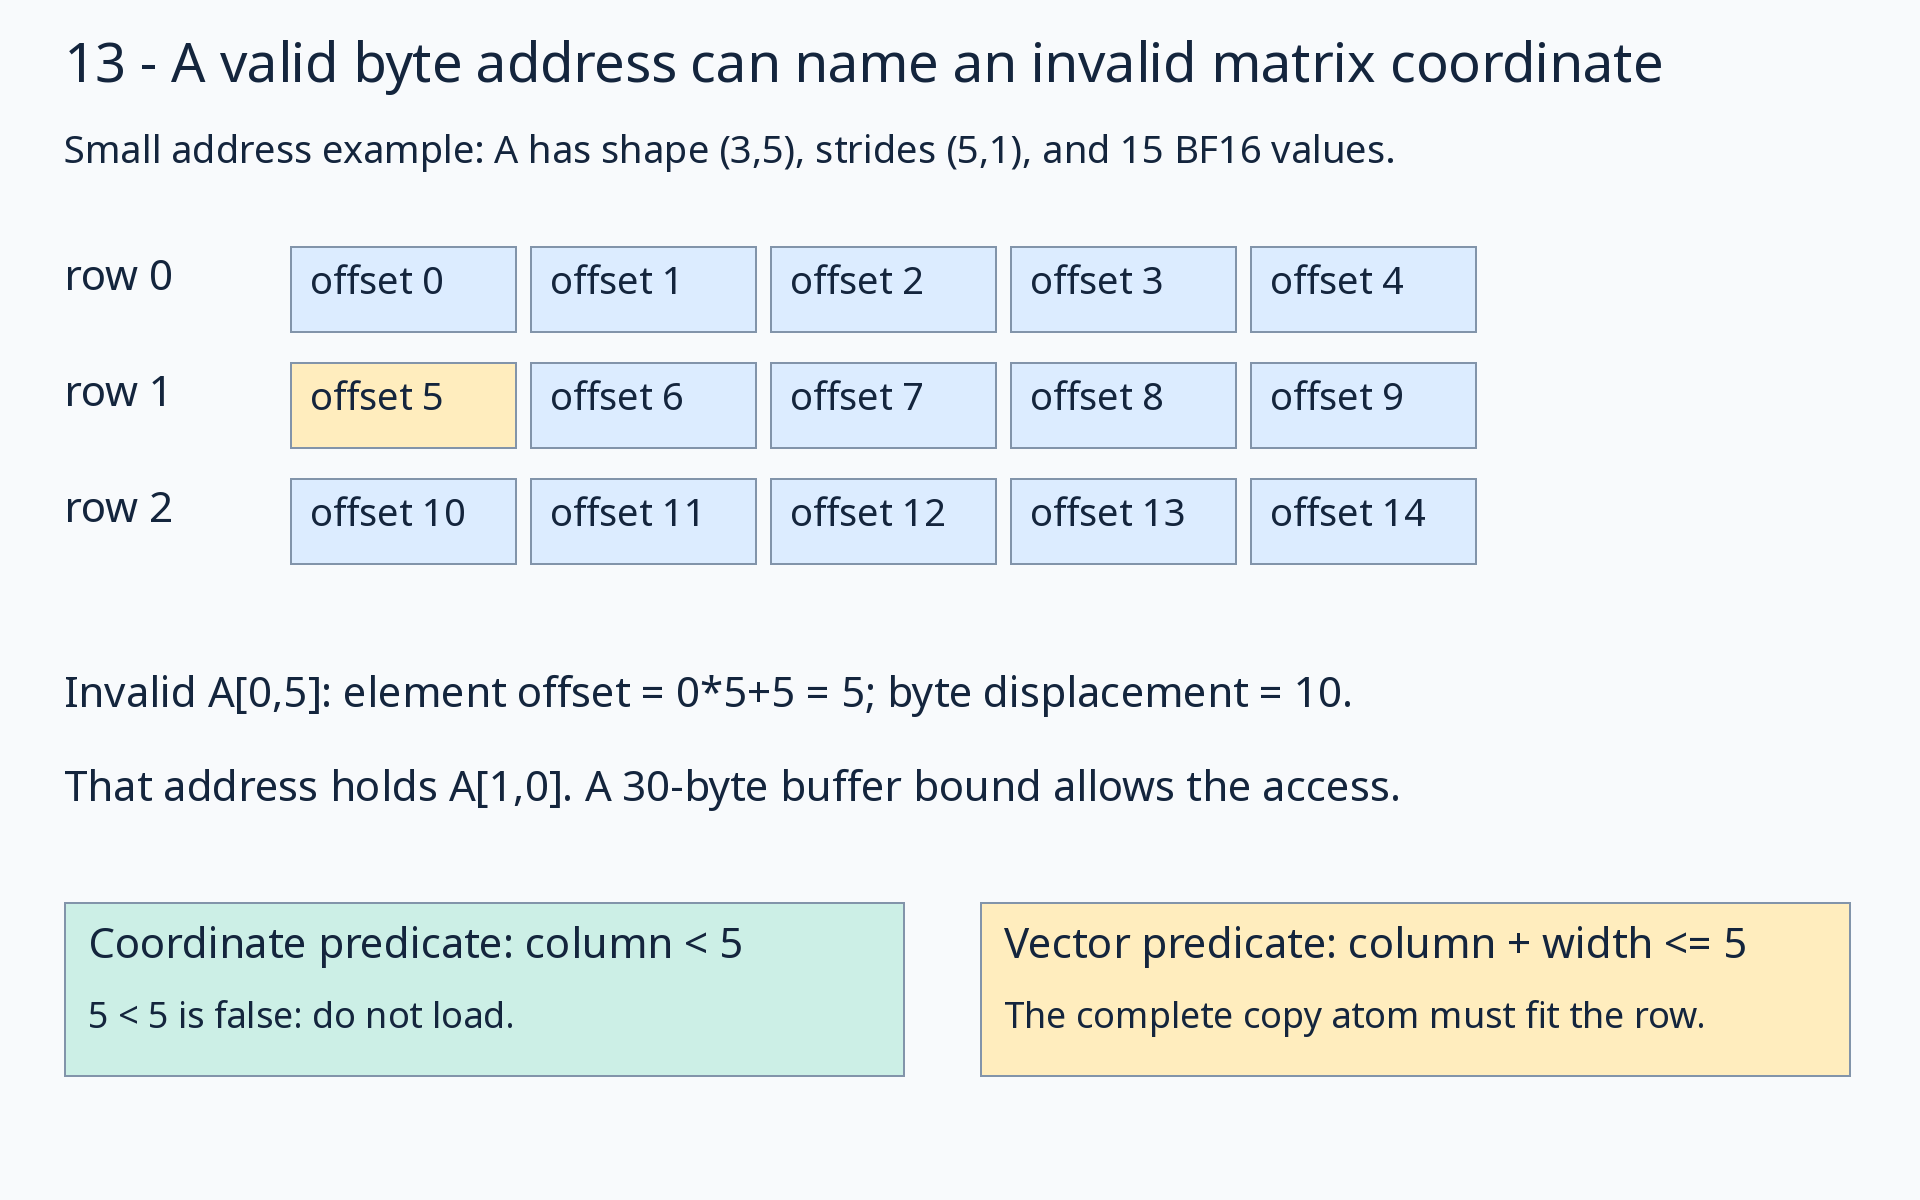 13 - A valid byte address can name an invalid matrix coordinate
Small address example: A has shape (3,5), strides (5,1), and 15 BF16 values.
row 0 offset 0 offset 1 offset 2 offset 3 offset 4
row 1 offset 5 offset 6 offset 7 offset 8 offset 9
row 2 offset 10 offset 11 offset 12 offset 13 offset 14
Invalid A[0,5]: element offset = 0*5+5 = 5; byte displacement = 10.
That address holds A[1,0]. A 30-byte buffer bound allows the access.
Coordinate predicate: column < 5
5 < 5 is false: do not load.
Vector predicate: column + width <= 5
The complete copy atom must fit the row.